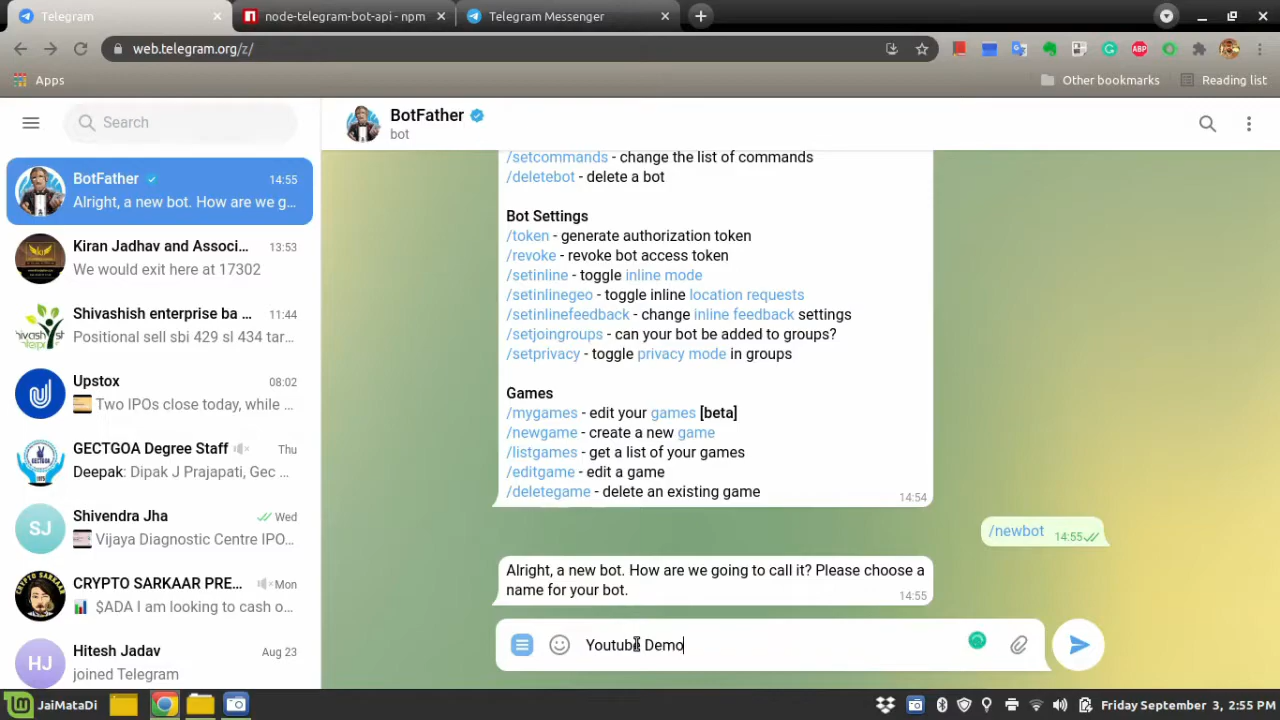 Telegram
node-telegram-bot-api - npm
Telegram Messenger
web.telegram.org/z/
ABP
Apps
Other bookmarks
Reading list
Search
BotFather
bot
BotFather
14:55
Alright, a new bot. How are we g...
Kiran Jadhav and Associ...
13:53
We would exit here at 17302
Shivashish enterprise ba ...
11:44
Positional sell sbi 429 sl 434 tar...
Upstox
08:02
Two IPOs close today, while ...
GECTGOA Degree Staff
Thu
Deepak: Dipak J Prajapati, Gec ...
SJ
Shivendra Jha
Wed
Vijaya Diagnostic Centre IPO...
CRYPTO SARKAAR PRE...
Mon
$ADA I am looking to cash o...
HJ
Hitesh Jadav
Aug 23
joined Telegram
/setcommands - change the list of commands
/deletebot - delete a bot
Bot Settings
/token - generate authorization token
/revoke - revoke bot access token
/setinline - toggle inline mode
/setinlinegeo - toggle inline location requests
/setinlinefeedback - change inline feedback settings
/setjoingroups - can your bot be added to groups?
/setprivacy - toggle privacy mode in groups
Games
/mygames - edit your games [beta]
/newgame - create a new game
/listgames - get a list of your games
/editgame - edit a game
/deletegame - delete an existing game
14:54
/newbot
14:55
Alright, a new bot. How are we going to call it? Please choose a
name for your bot.
14:55
Youtube Demo
JaiMataDi
Friday September 3, 2:55 PM